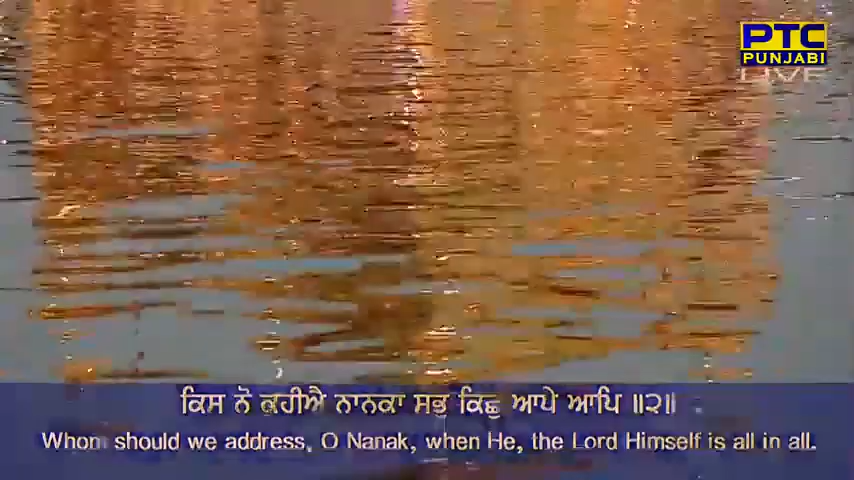 PTC
PUNJABI
LIVE
ਕਿਸ ਨੋ ਕਹੀਐ ਨਾਨਕਾ ਸਭੁ ਕਿਛੁ ਆਪੇ ਆਪਿ ॥੨॥
Whom should we address, O Nanak, when He, the Lord Himself is all in all.